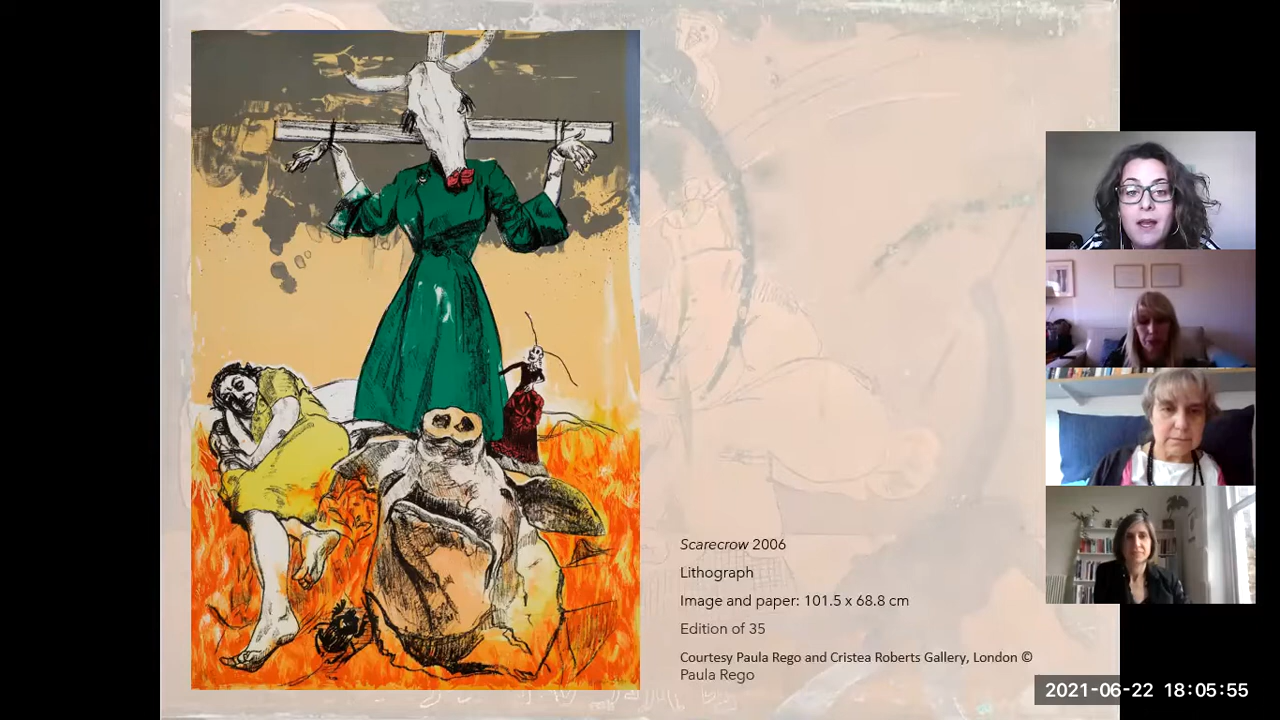 Scarecrow 2006
Lithograph
Image and paper: 101.5 x 68.8 cm
Edition of 35
Courtesy Paula Rego and Cristea Roberts Gallery, London ©
Paula Rego
2021-06-22 18:05:55